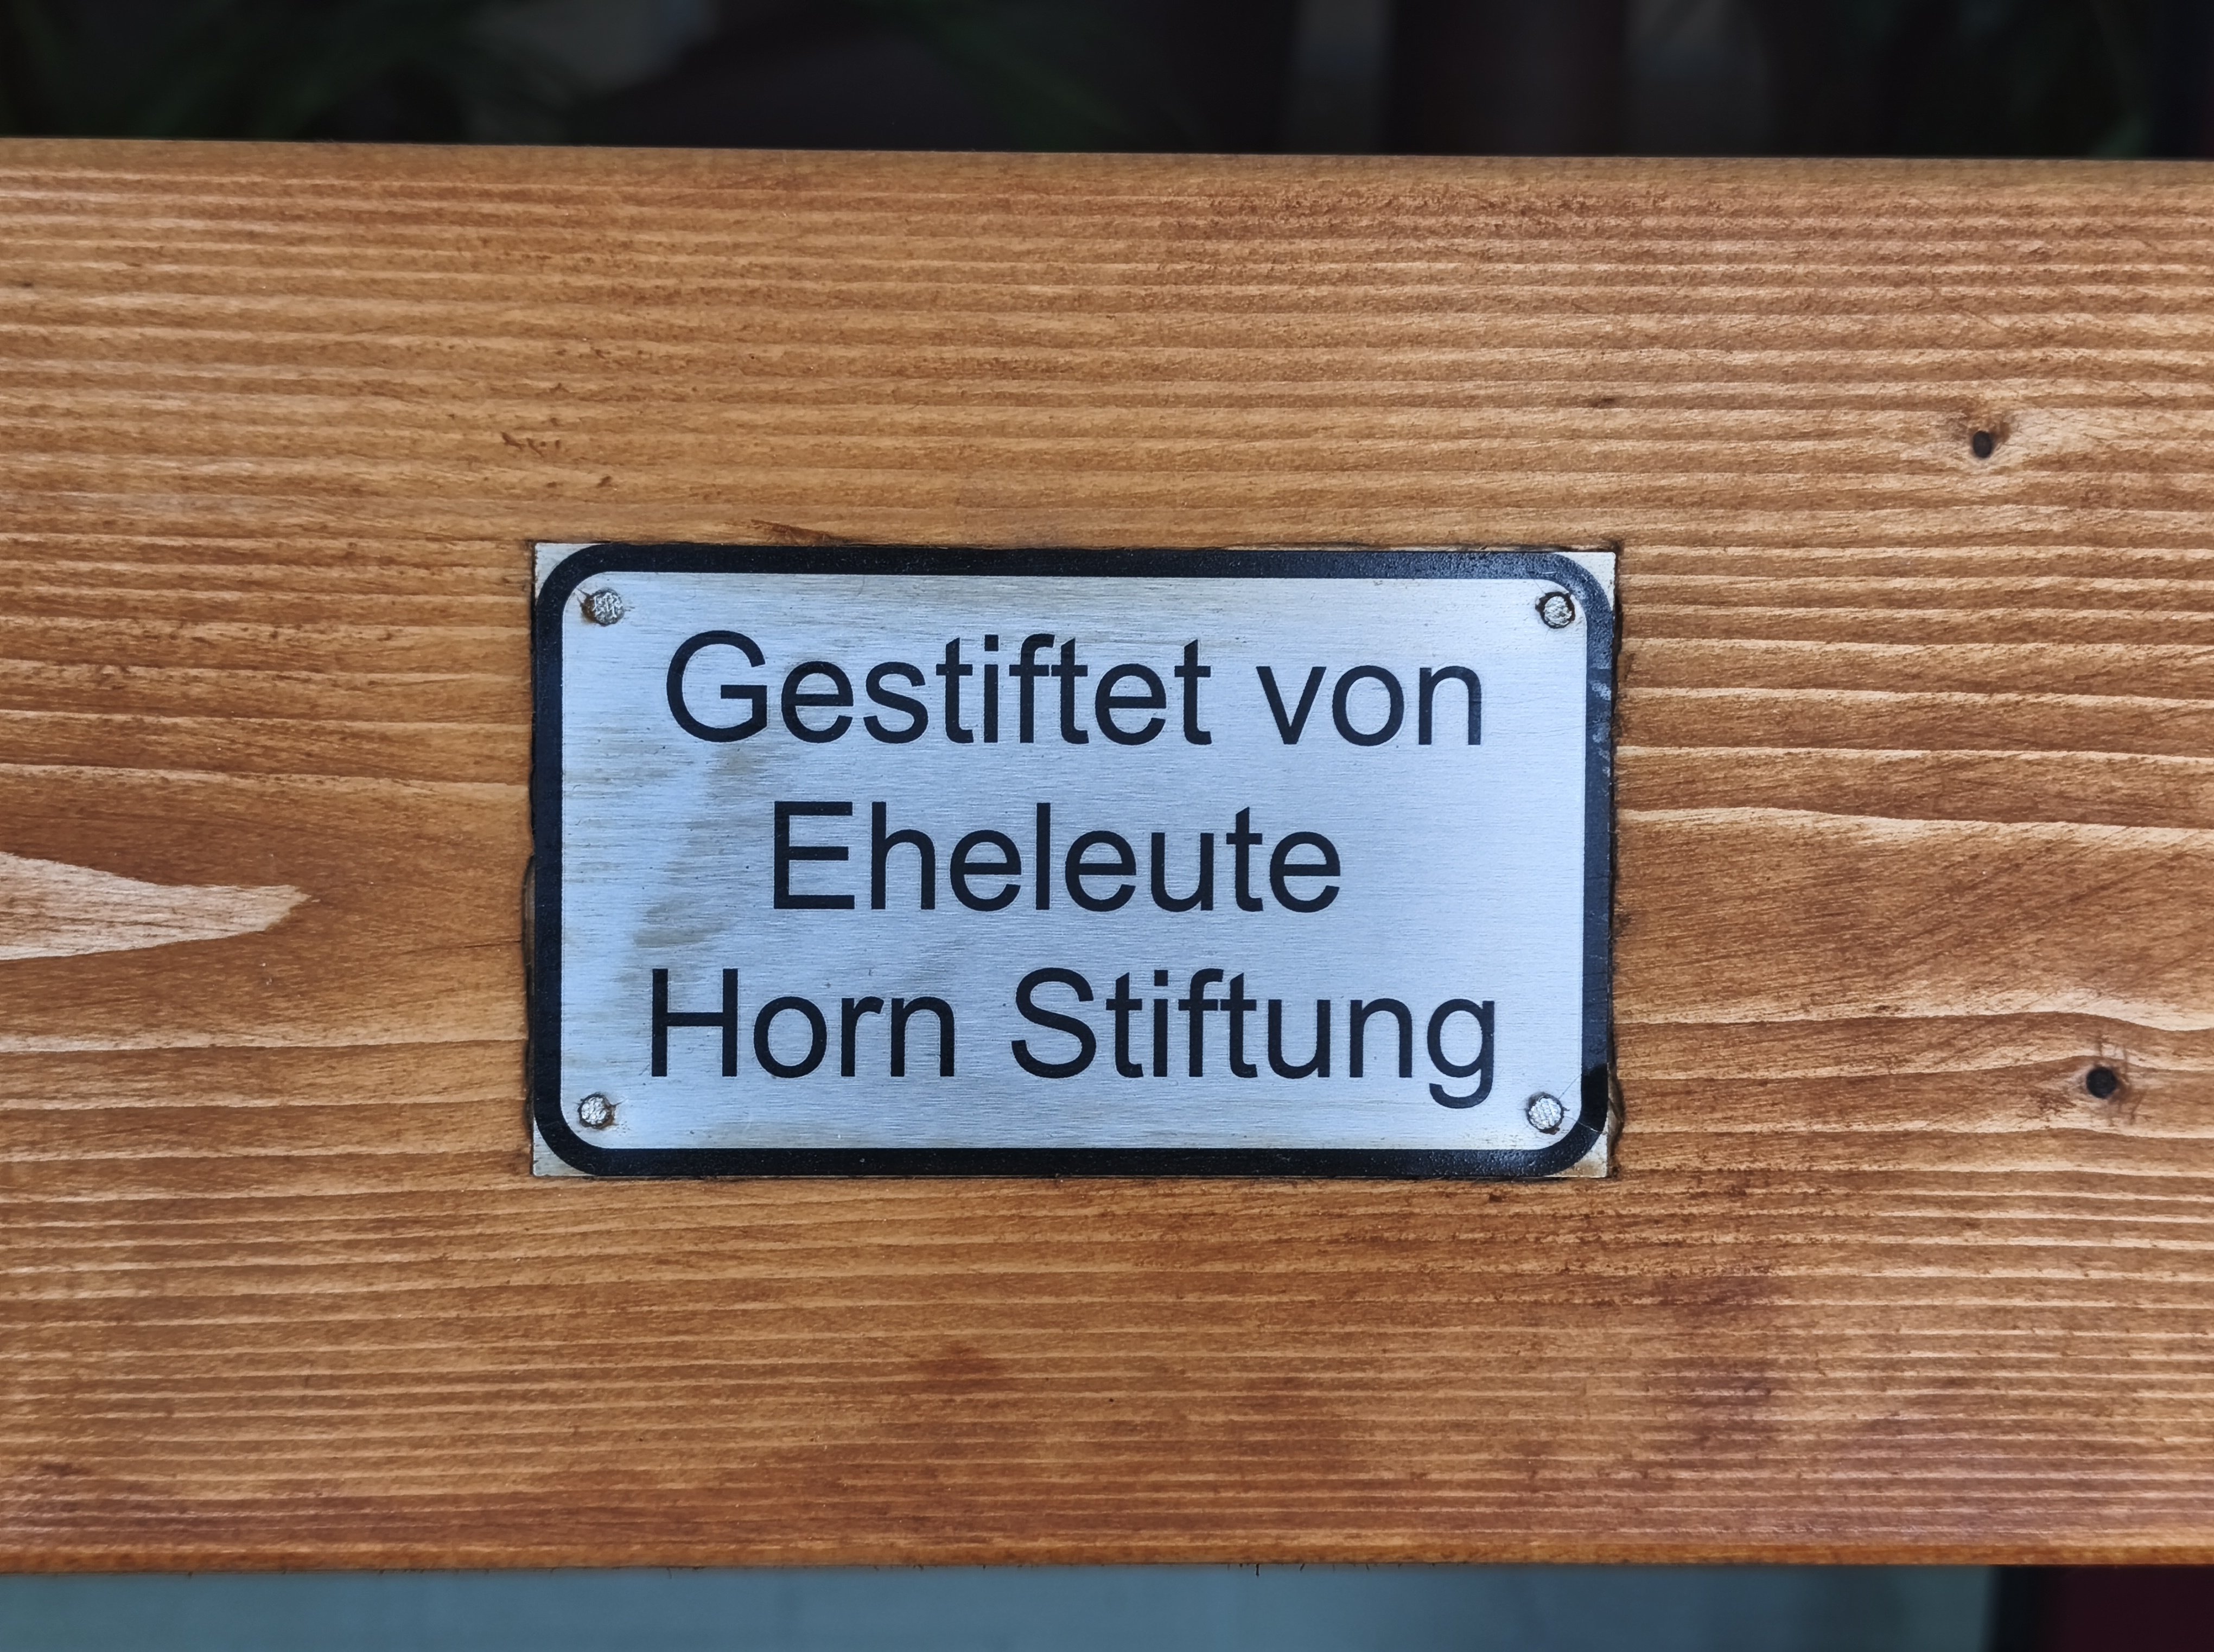 Gestiftet von
Eheleute
Horn Stiftung